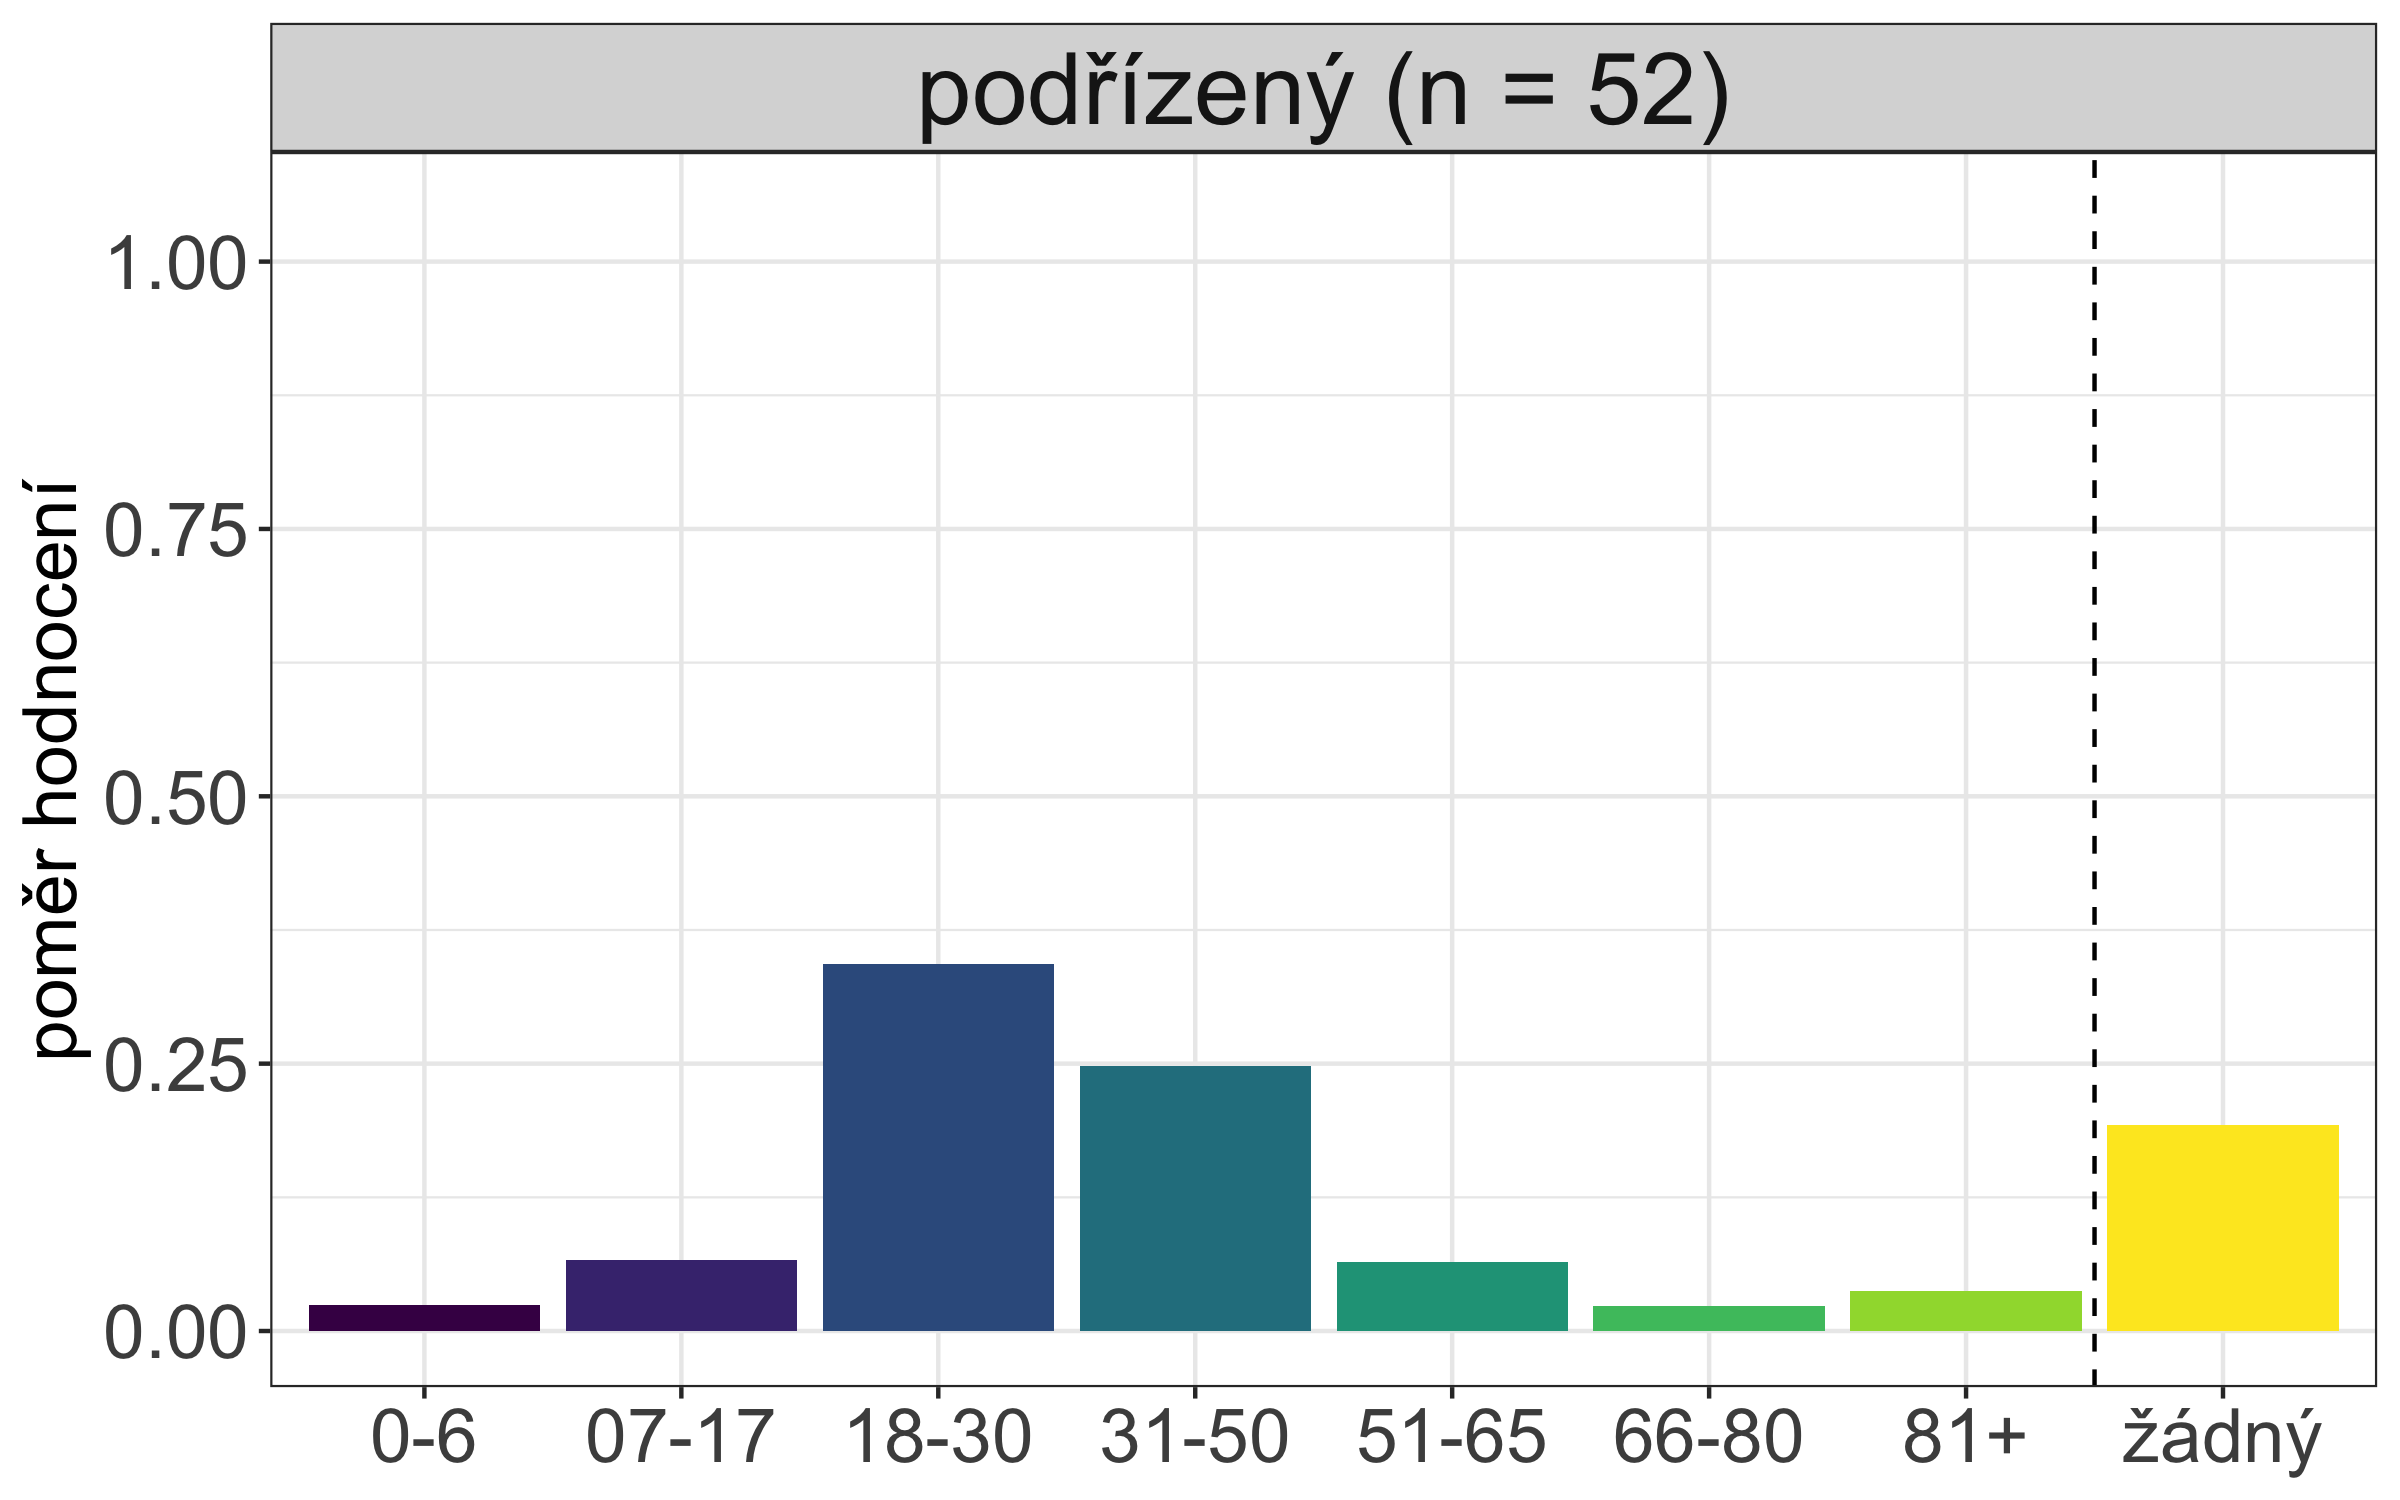 podřízený (n = 52)
poměr hodnocení
1.00
0.75
0.50
0.25
0.00
0-6 07-17 18-30 31-50 51-65 66-80 81+ žádný